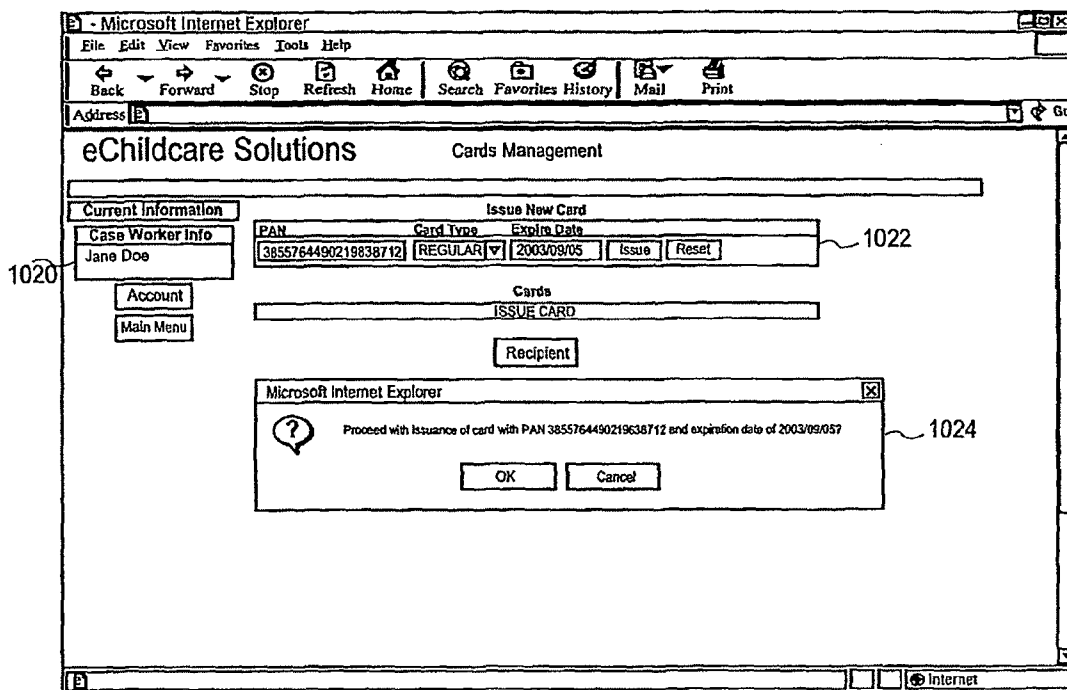 - Microsoft Internet Explorer
File Edit View Favorites Tools Help
Back Forward Stop Refresh Home Search Favorites History Mail Print
Address Go
eChildcare Solutions Cards Management
Current Information
Case Worker Info
Jane Doe
1020
Account
Main Menu
Issue New Card
PAN Card Type Expire Date
3855764490219838712 REGULAR 2003/09/05 Issue Reset
1022
Cards
ISSUE CARD
Recipient
Microsoft Internet Explorer
Proceed with Issuance of card with PAN 3855764490219638712 and expiration date of 2003/09/05?
OK Cancel
1024
Internet